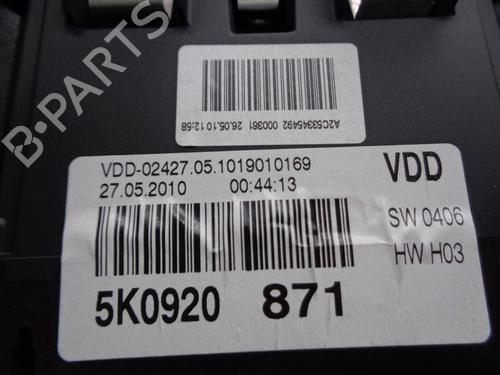 A2C53345492 000361 26.05.10 12:58
VDD-02427.05.1019010169
27.05.2010 00:44:13
VDD
SW 0406
HW H03
5K0920 871
B-PARTS